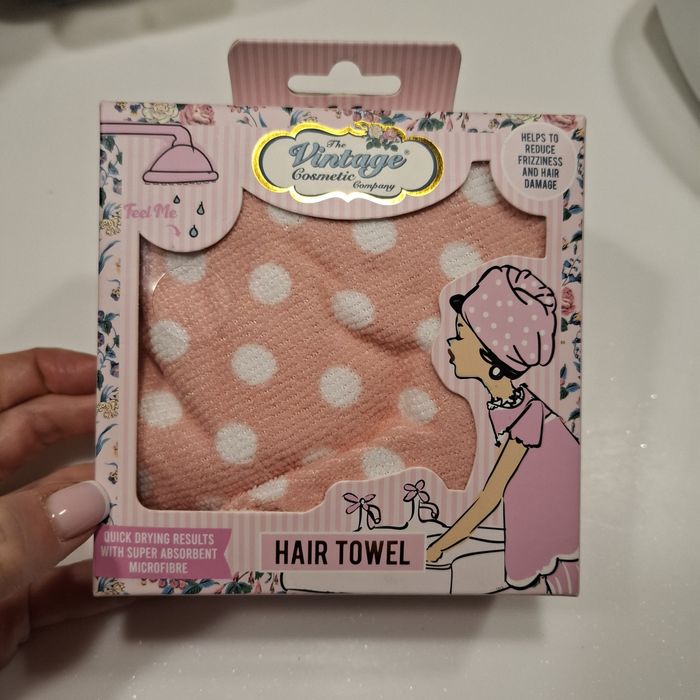 The
Vintage®
Cosmetic
Company
HELPS TO
REDUCE
FRIZZINESS
AND HAIR
DAMAGE
Feel Me
QUICK DRYING RESULTS
WITH SUPER ABSORBENT
MICROFIBRE
HAIR TOWEL